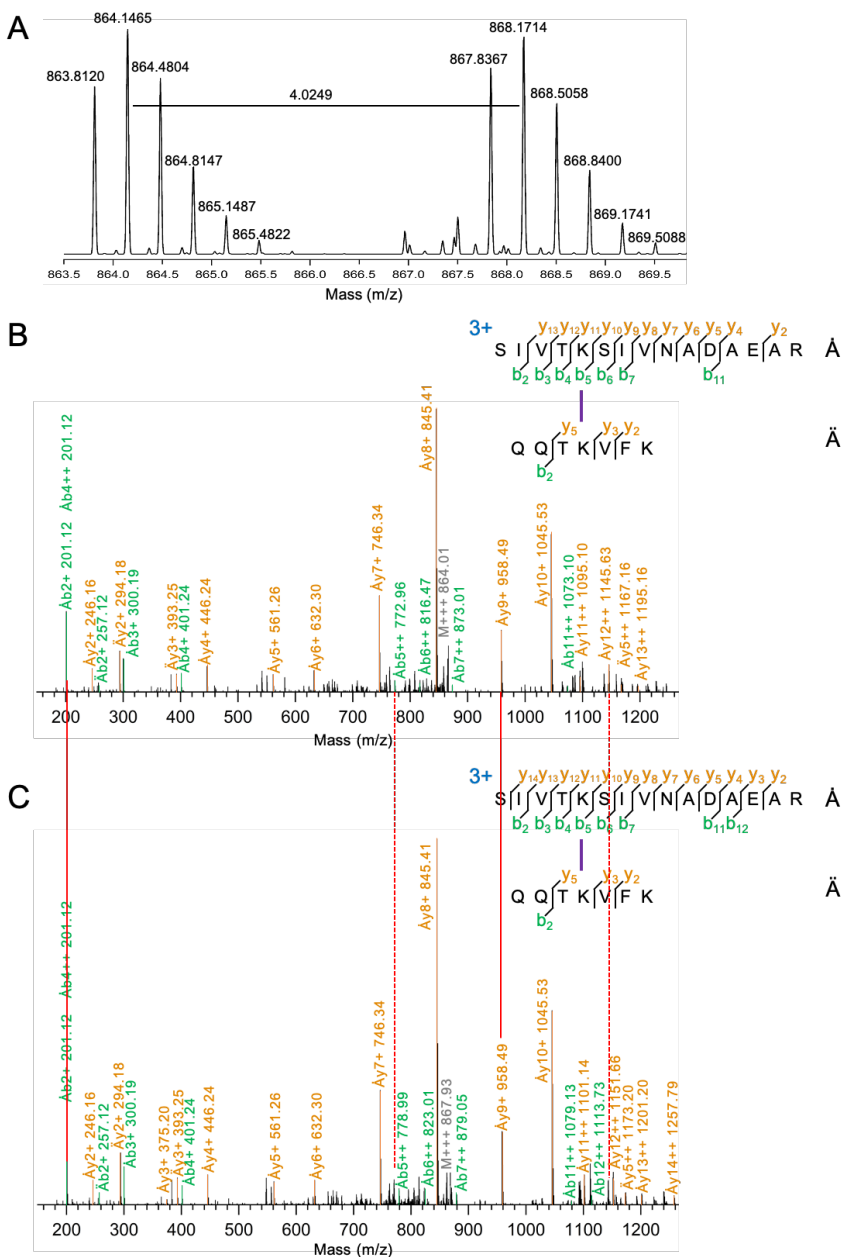 A
864.1465
868.1714
863.8120
864.4804
867.8367
4.0249
868.5058
864.8147
868.8400
865.1487
869.1741
865.4822
869.5088
863.5 864.0 864.5 865.0 865.5 866.0 866.5 867.0 867.5 868.0 868.5 869.0 869.5
Mass (m/z)
B
3+
y13 y12 y11 y10 y9 y8 y7 y6 y5 y4 y2
S I V T K S I V N A D A E A R Å
b2 b3 b4 b5 b6 b7 b11
y5 y3 y2
Q Q T K V F K Ä
b2
Åb2+ 201.12 Åb4++ 201.12
Åy2+ 246.16
Äb2+ 257.12
Äy2+ 294.18
Åb3+ 300.19
Äy3+ 393.25
Åb4+ 401.24
Åy4+ 446.24
Åy5+ 561.26
Åy6+ 632.30
Åy7+ 746.34
Åb5++ 772.96
Åb6++ 816.47
Åy8+ 845.41
M+++ 864.01
Åb7++ 873.01
Åy9+ 958.49
Åy10+ 1045.53
Åb11++ 1073.10
Åy11++ 1095.10
Åy12++ 1145.63
Äy5++ 1167.16
Åy13++ 1195.16
200 300 400 500 600 700 800 900 1000 1100 1200
Mass (m/z)
C
3+
y14 y13 y12 y11 y10 y9 y8 y7 y6 y5 y4 y3 y2
S I V T K S I V N A D A E A R Å
b2 b3 b4 b5 b6 b7 b11 b12
y5 y3 y2
Q Q T K V F K Ä
b2
Åb2+ 201.12 Åb4++ 201.12
Åy2+ 246.16
Äb2+ 257.12
Äy2+ 294.18
Åb3+ 300.19
Åy3+ 375.20
Äy3+ 393.25
Åb4+ 401.24
Åy4+ 446.24
Åy5+ 561.26
Åy6+ 632.30
Åy7+ 746.34
Åb5++ 778.99
Åb6++ 823.01
Åy8+ 845.41
M+++ 867.93
Åb7++ 879.05
Åy9+ 958.49
Åy10+ 1045.53
Åb11++ 1079.13
Åy11++ 1101.14
Åb12++ 1113.73
Åy12++ 1151.66
Äy5++ 1173.20
Åy13++ 1201.20
Åy14++ 1257.79
200 300 400 500 600 700 800 900 1000 1100 1200
Mass (m/z)